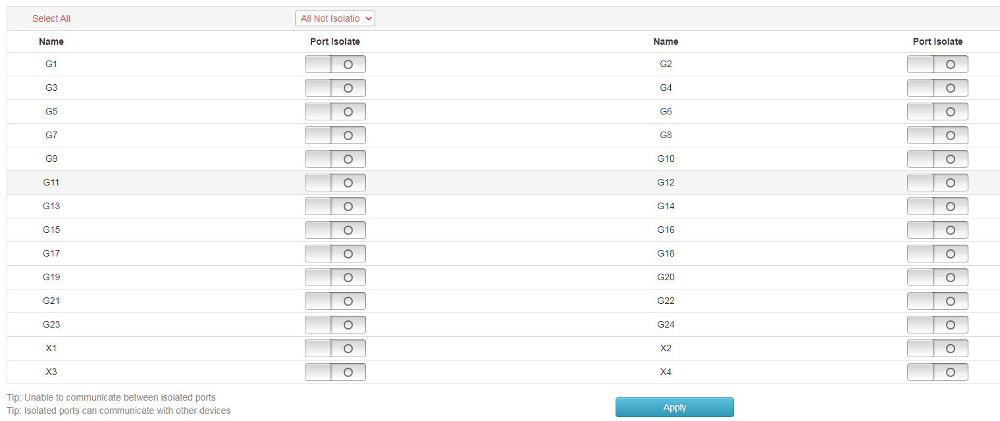 Select All All Not Isolatio
Name Port Isolate Name Port Isolate
G1 G2
G3 G4
G5 G6
G7 G8
G9 G10
G11 G12
G13 G14
G15 G16
G17 G18
G19 G20
G21 G22
G23 G24
X1 X2
X3 X4
Tip: Unable to communicate between isolated ports
Tip: Isolated ports can communicate with other devices
Apply